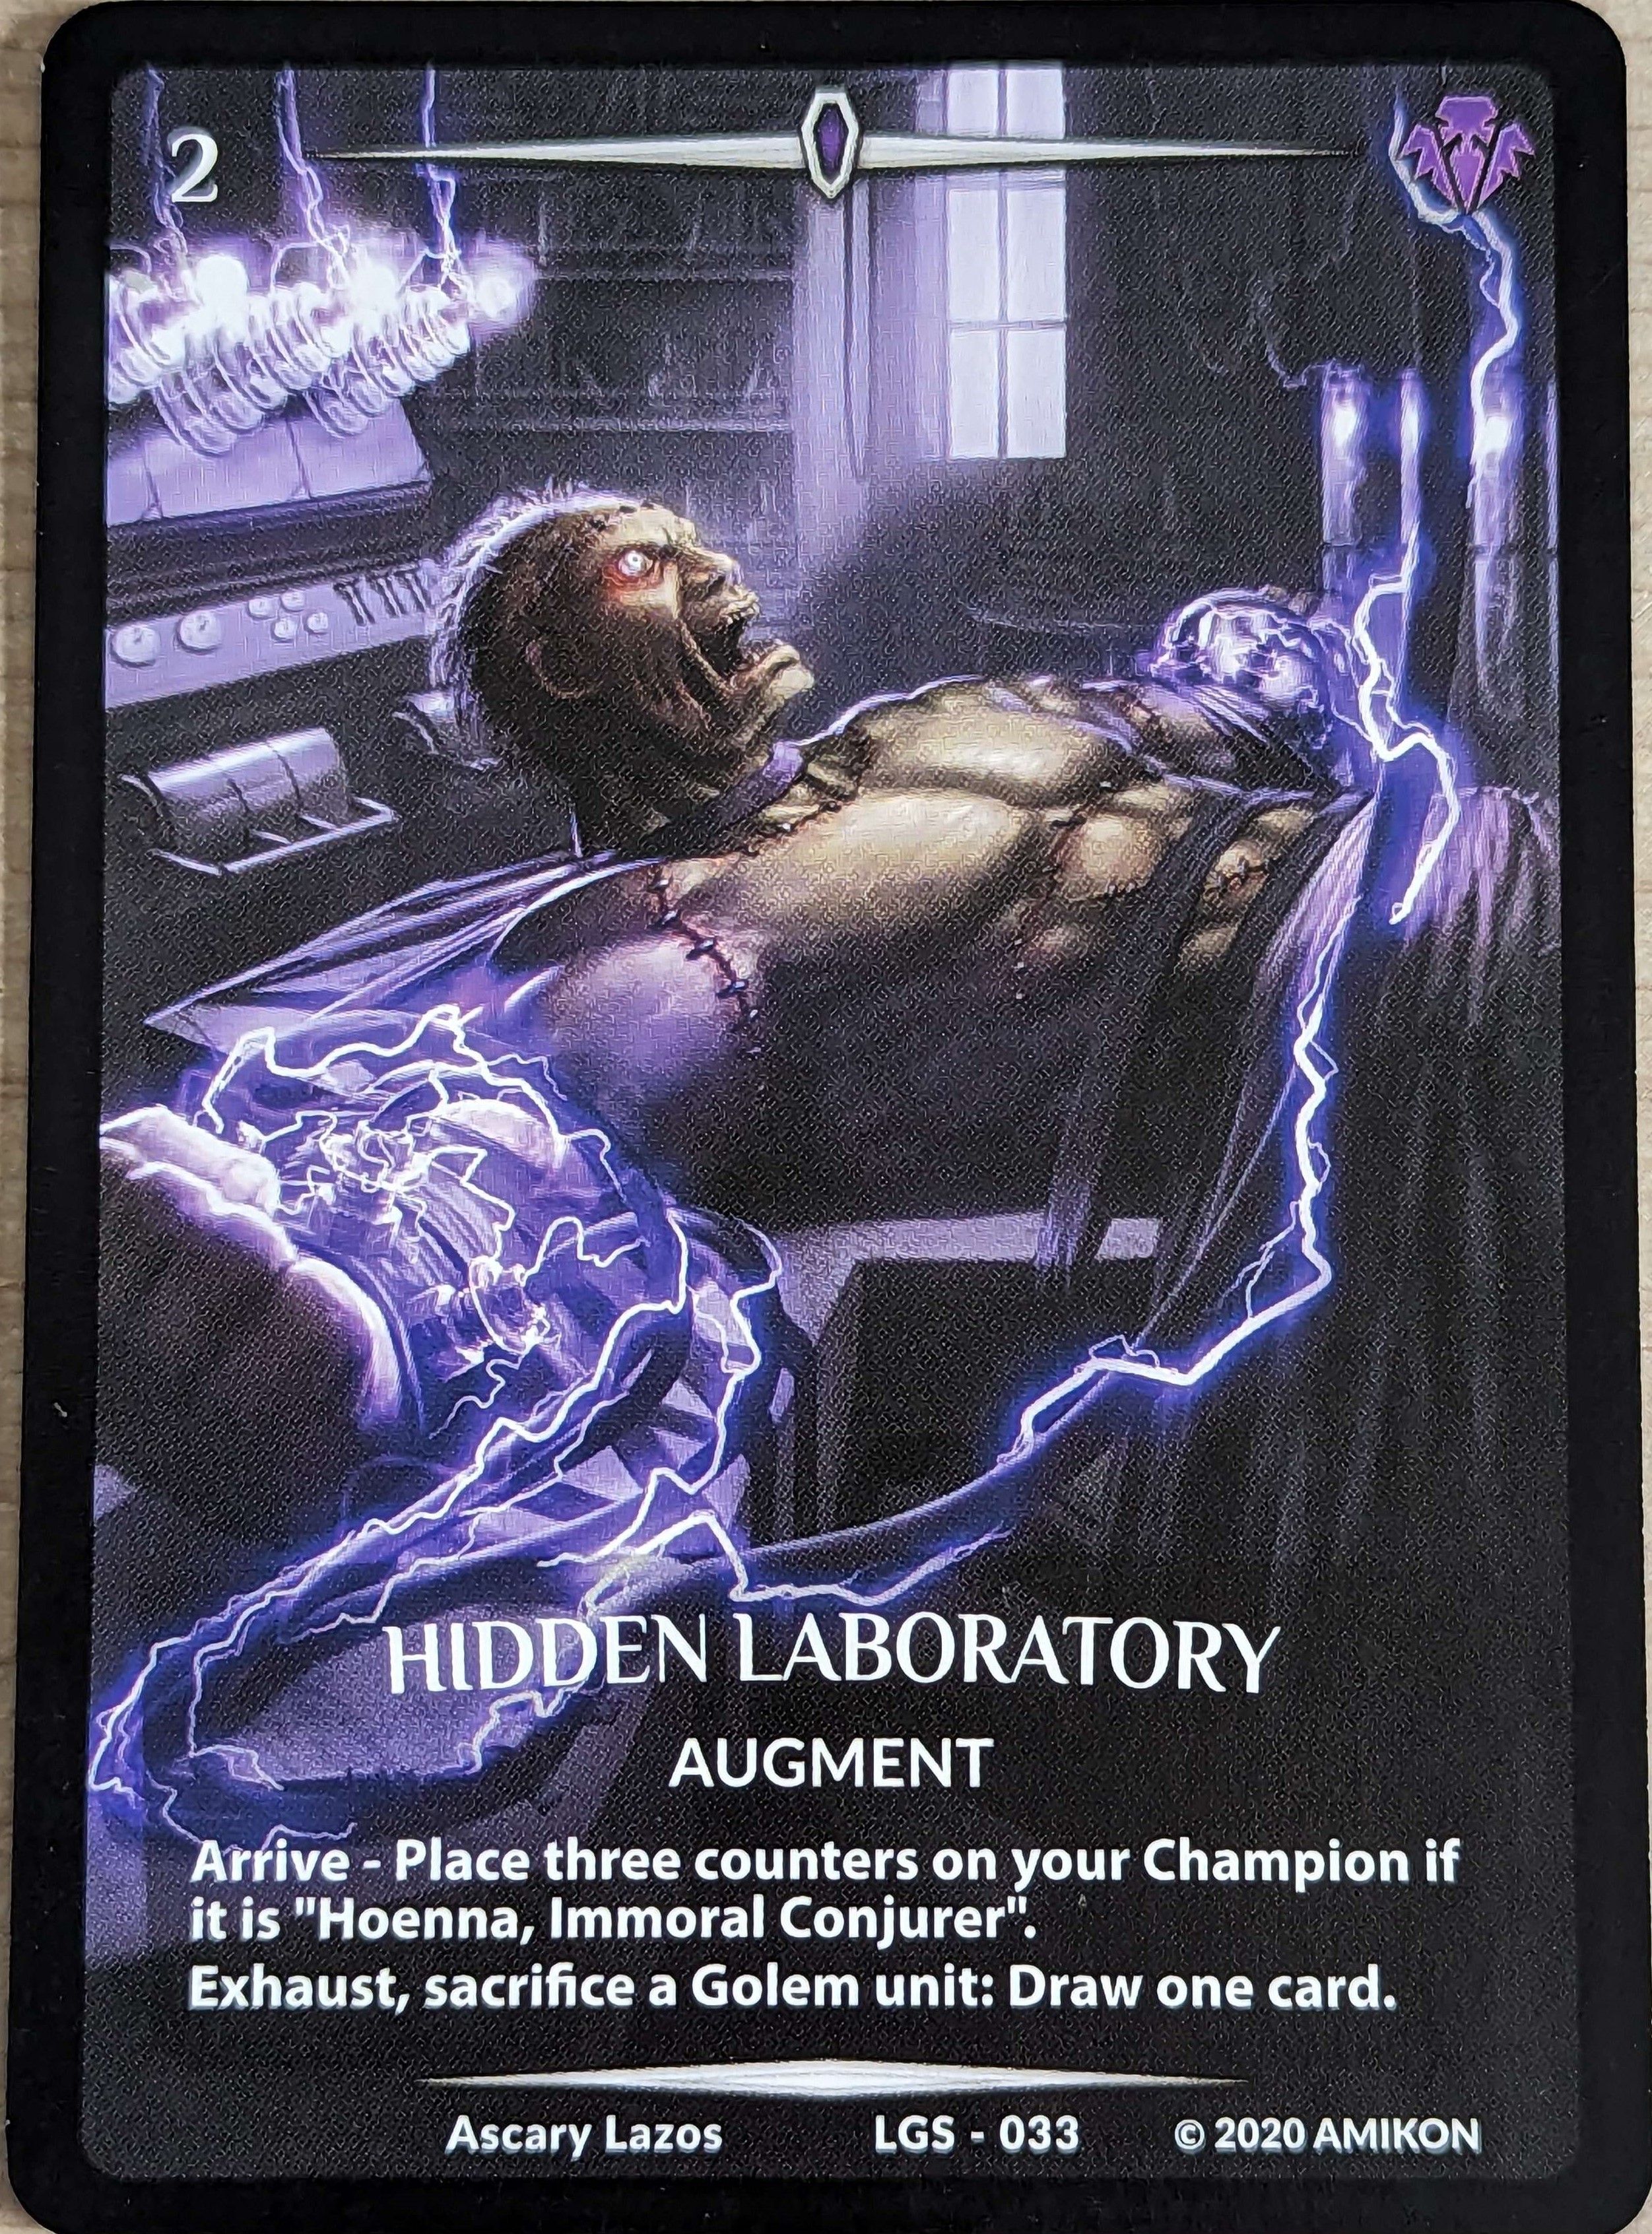 2
HIDDEN LABORATORY
AUGMENT
Arrive - Place three counters on your Champion if
it is "Hoenna, Immoral Conjurer".
Exhaust, sacrifice a Golem unit: Draw one card.
Ascary Lazos LGS - 033 © 2020 AMIKON